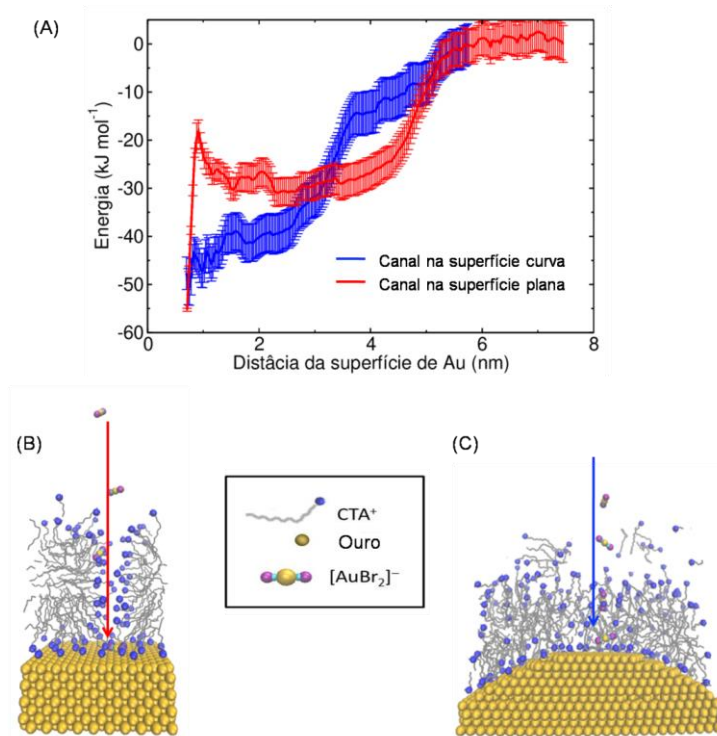 (A)
0
-10
-20
-30
-40
-50
-60
Energia (kJ mol⁻¹)
Canal na superfície curva
Canal na superfície plana
0 2 4 6 8
Distâcia da superfície de Au (nm)
(B)
CTA⁺
Ouro
[AuBr₂]⁻
(C)